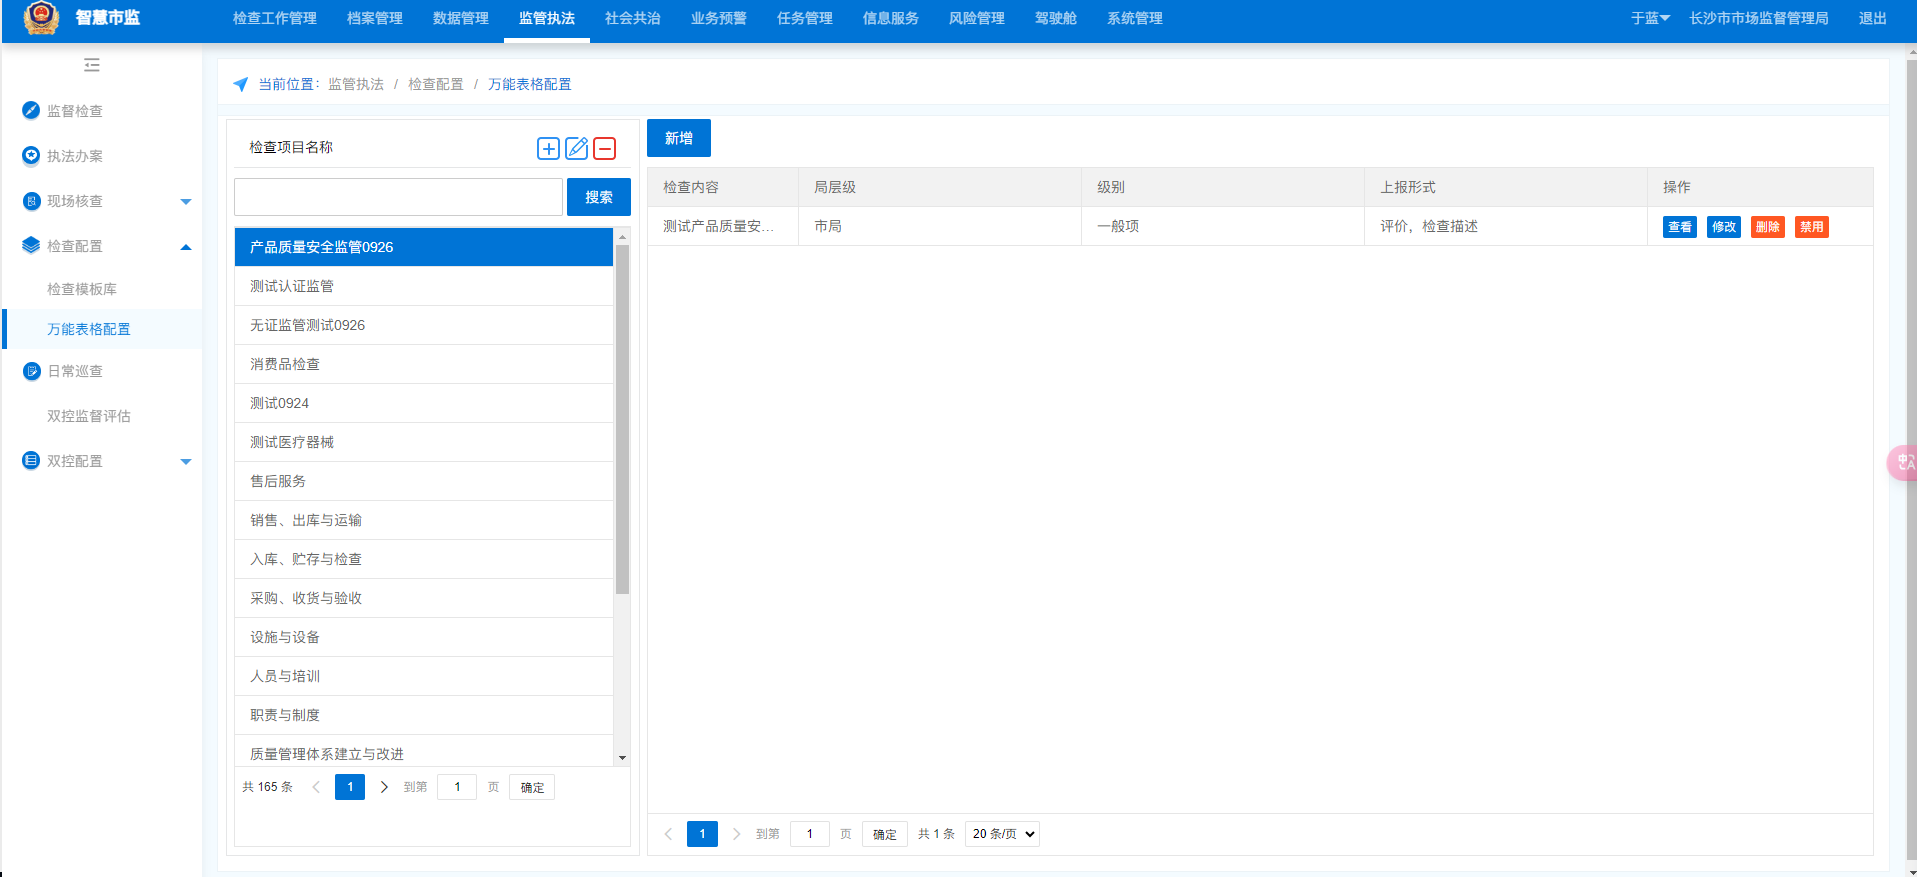 智慧市监 检查工作管理 档案管理 数据管理 监管执法 社会共治 业务预警 任务管理 信息服务 风险管理 驾驶舱 系统管理 于蓝 长沙市市场监督管理局 退出
监督检查
执法办案
现场核查
检查配置
检查模板库
万能表格配置
日常巡查
双控监督评估
双控配置
当前位置： 监管执法 / 检查配置 / 万能表格配置
检查项目名称
搜索
产品质量安全监管0926
测试认证监管
无证监管测试0926
消费品检查
测试0924
测试医疗器械
售后服务
销售、出库与运输
入库、贮存与检查
采购、收货与验收
设施与设备
人员与培训
职责与制度
质量管理体系建立与改进
共 165 条 1 到第 1 页 确定
新增
检查内容 局层级 级别 上报形式 操作
测试产品质量安... 市局 一般项 评价，检查描述 查看 修改 删除 禁用
1 到第 1 页 确定 共 1 条 20 条/页
中 A